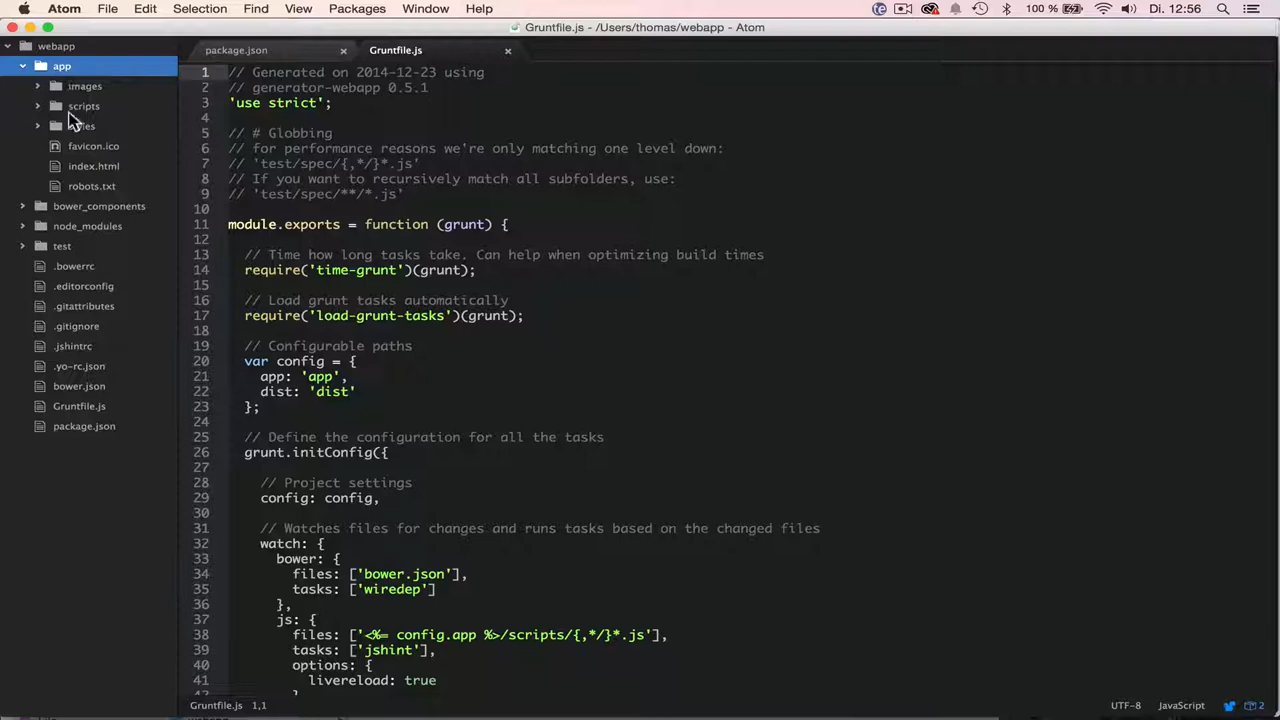 Atom File Edit Selection Find View Packages Window Help 100 % Di. 12:56
Gruntfile.js - /Users/thomas/webapp - Atom
webapp
app
images
scripts
favicon.ico
index.html
robots.txt
bower_components
node_modules
test
.bowerrc
.editorconfig
.gitattributes
.gitignore
.jshintrc
.yo-rc.json
bower.json
Gruntfile.js
package.json
package.json Gruntfile.js
1 // Generated on 2014-12-23 using
2 // generator-webapp 0.5.1
3 'use strict';
4
5 // # Globbing
6 // for performance reasons we're only matching one level down:
7 // 'test/spec/{,*/}*.js'
8 // If you want to recursively match all subfolders, use:
9 // 'test/spec/**/*.js'
10
11 module.exports = function (grunt) {
12
13 // Time how long tasks take. Can help when optimizing build times
14 require('time-grunt')(grunt);
15
16 // Load grunt tasks automatically
17 require('load-grunt-tasks')(grunt);
18
19 // Configurable paths
20 var config = {
21 app: 'app',
22 dist: 'dist'
23 };
24
25 // Define the configuration for all the tasks
26 grunt.initConfig({
27
28 // Project settings
29 config: config,
30
31 // Watches files for changes and runs tasks based on the changed files
32 watch: {
33 bower: {
34 files: ['bower.json'],
35 tasks: ['wiredep']
36 },
37 js: {
38 files: ['<%= config.app %>/scripts/{,*/}*.js'],
39 tasks: ['jshint'],
40 options: {
41 livereload: true
Gruntfile.js 1,1 UTF-8 JavaScript 2